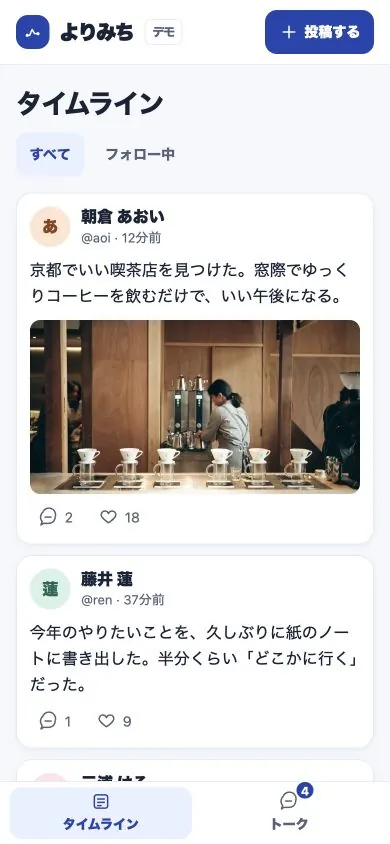 よりみち
デモ
投稿する
タイムライン
すべて
フォロー中
あ
朝倉 あおい
@aoi · 12分前
京都でいい喫茶店を見つけた。窓際でゆっく
りコーヒーを飲むだけで、いい午後になる。
2
18
蓮
藤井 蓮
@ren · 37分前
今年のやりたいことを、久しぶりに紙のノー
トに書き出した。半分くらい「どこかに行く」
だった。
1
9
タイムライン
4
トーク